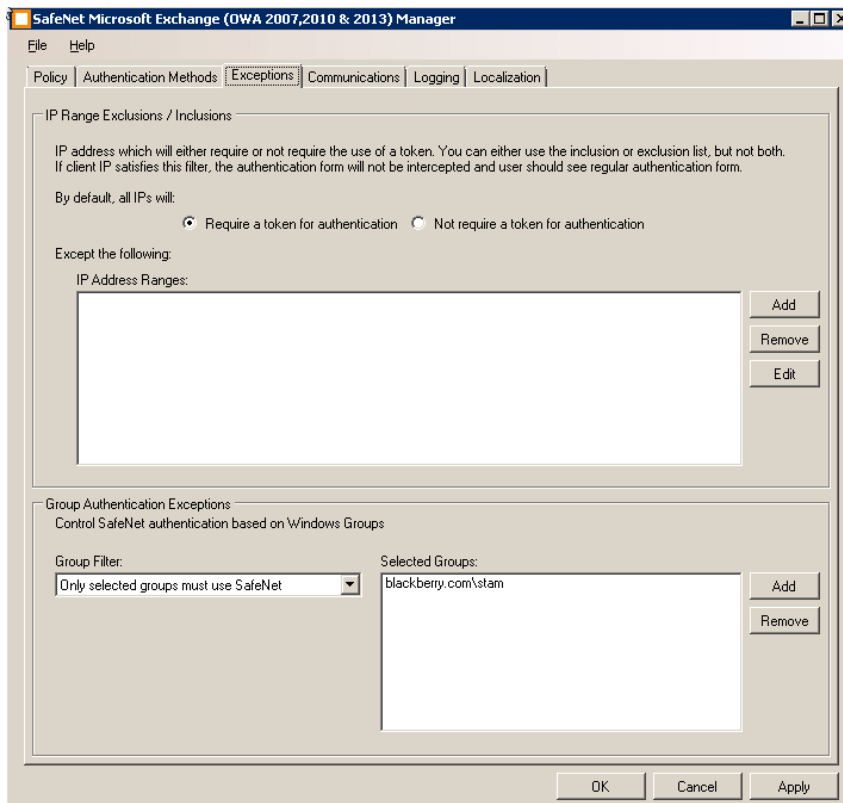 SafeNet Microsoft Exchange (OWA 2007,2010 & 2013) Manager
File Help
Policy Authentication Methods Exceptions Communications Logging Localization
IP Range Exclusions / Inclusions
IP address which will either require or not require the use of a token. You can either use the inclusion or exclusion list, but not both.
If client IP satisfies this filter, the authentication form will not be intercepted and user should see regular authentication form.
By default, all IPs will:
Require a token for authentication Not require a token for authentication
Except the following:
IP Address Ranges:
Add
Remove
Edit
Group Authentication Exceptions
Control SafeNet authentication based on Windows Groups
Group Filter: Selected Groups:
Only selected groups must use SafeNet blackberry.com\stam Add
Remove
OK Cancel Apply